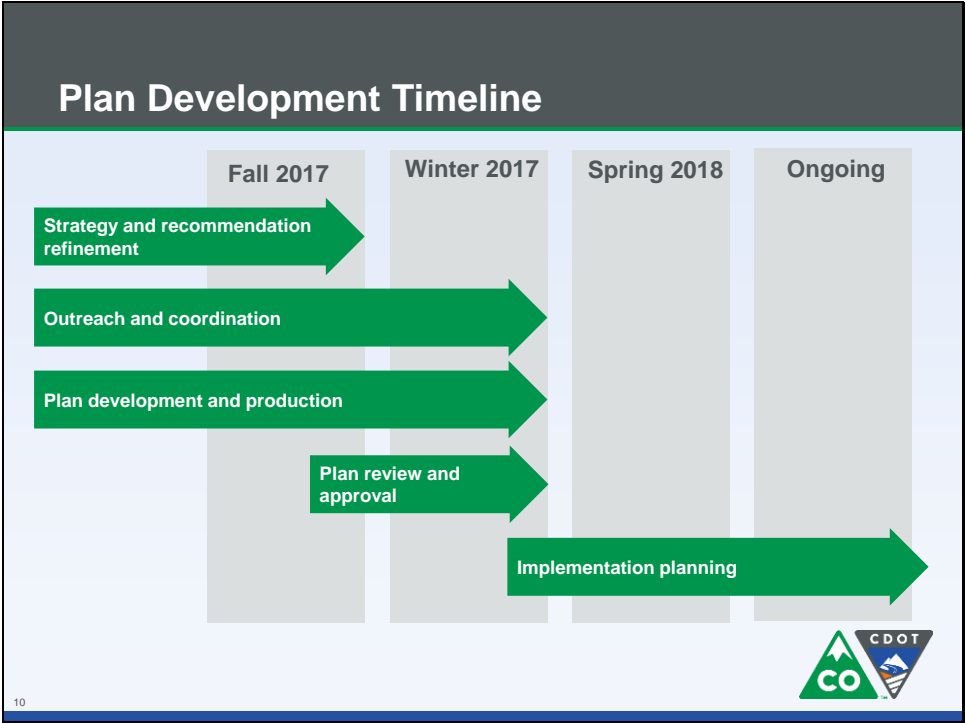 Plan Development Timeline
Fall 2017
Winter 2017
Spring 2018
Ongoing
Strategy and recommendation
refinement
Outreach and coordination
Plan development and production
Plan review and
approval
Implementation planning
CDOT
CO
10